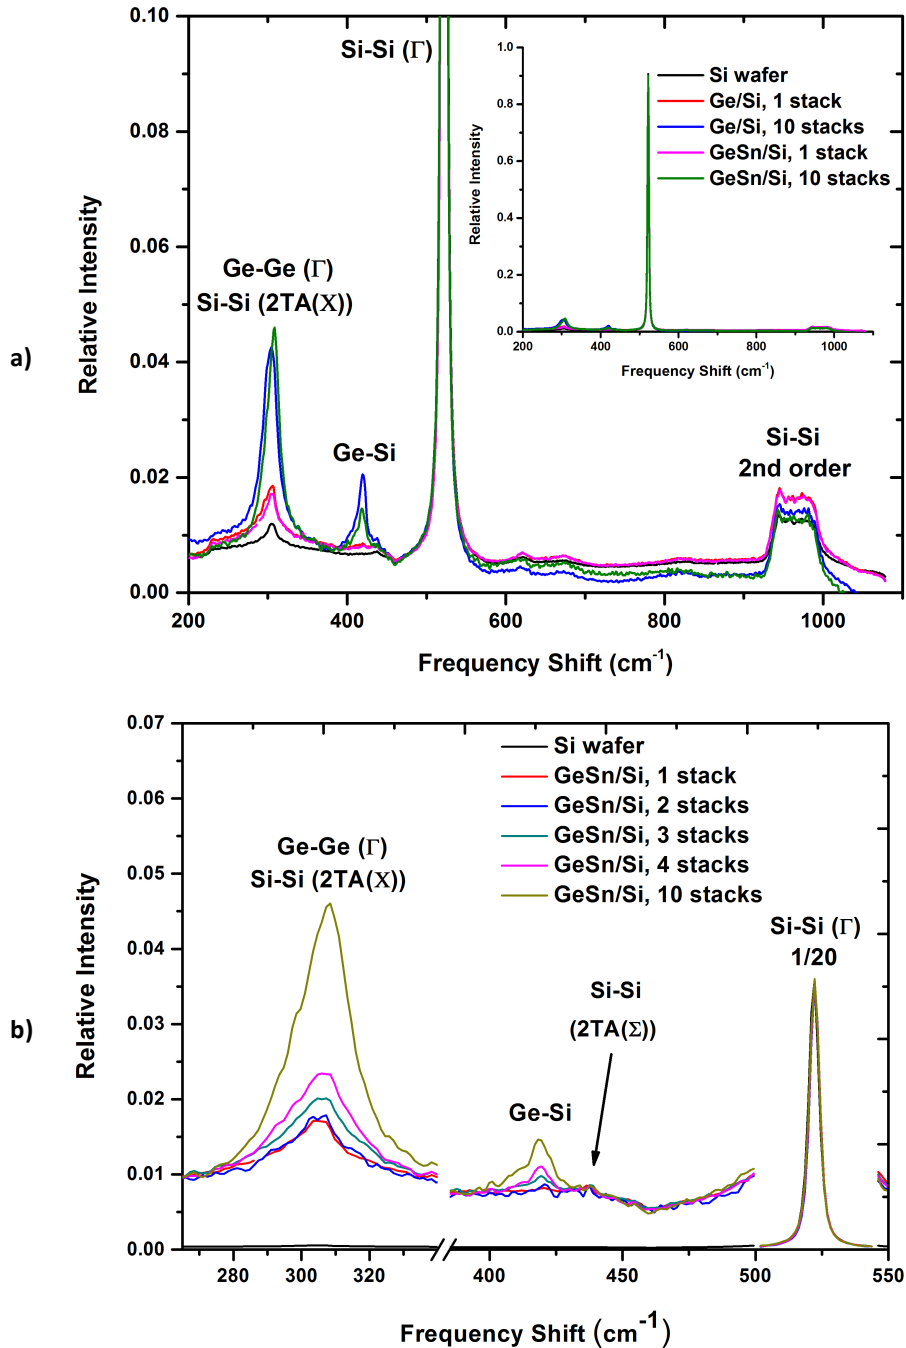 a)
Relative Intensity
0.10
0.08
0.06
0.04
0.02
0.00
Si-Si (Γ)
Ge-Ge (Γ)
Si-Si (2TA(X))
Ge-Si
Si-Si
2nd order
1.0
0.8
0.6
0.4
0.2
0.0
Relative Intensity
Si wafer
Ge/Si, 1 stack
Ge/Si, 10 stacks
GeSn/Si, 1 stack
GeSn/Si, 10 stacks
200 400 600 800 1000
Frequency Shift (cm⁻¹)
200 400 600 800 1000
Frequency Shift (cm⁻¹)
b)
Relative Intensity
0.07
0.06
0.05
0.04
0.03
0.02
0.01
0.00
Si wafer
GeSn/Si, 1 stack
GeSn/Si, 2 stacks
GeSn/Si, 3 stacks
GeSn/Si, 4 stacks
GeSn/Si, 10 stacks
Ge-Ge (Γ)
Si-Si (2TA(X))
Si-Si (Γ)
1/20
Si-Si
(2TA(Σ))
Ge-Si
280 300 320 400 450 500 550
Frequency Shift (cm⁻¹)